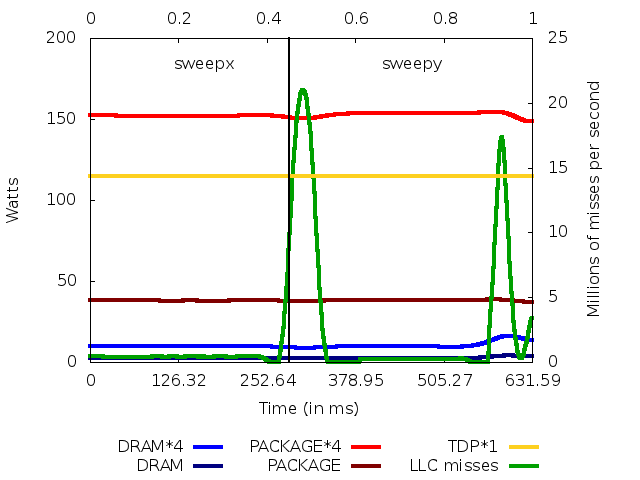 0 0.2 0.4 0.6 0.8 1
200 25
sweepx sweepy
20
150
15
100
10
50
5
0 0
0 126.32 252.64 378.95 505.27 631.59
Watts
Millions of misses per second
Time (in ms)
DRAM*4 PACKAGE*4 TDP*1
DRAM PACKAGE LLC misses